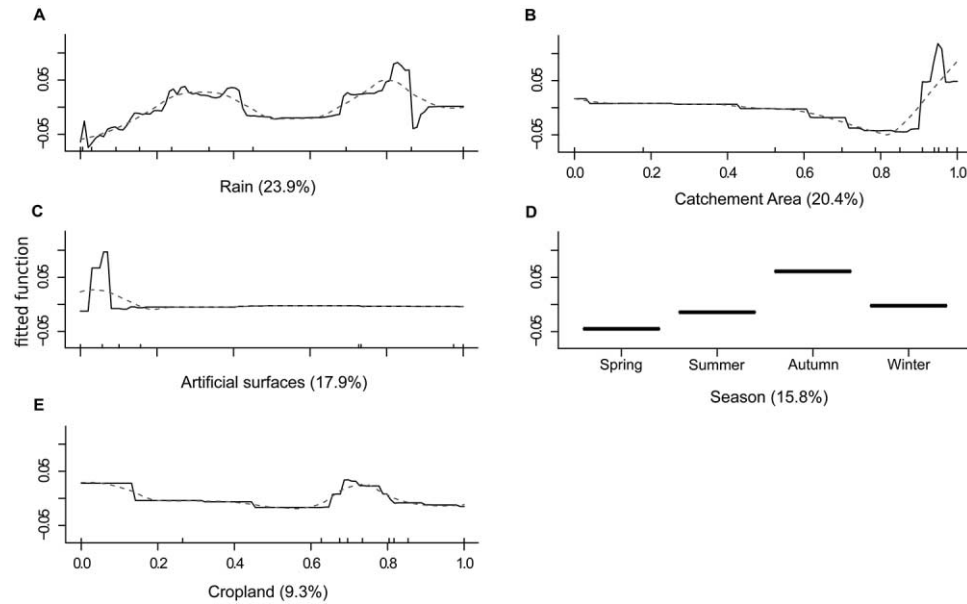 A
0.05
-0.05
Rain (23.9%)
B
0.05
-0.05
0.0 0.2 0.4 0.6 0.8 1.0
Catchement Area (20.4%)
C
fitted function
0.05
-0.05
Artificial surfaces (17.9%)
D
0.05
-0.05
Spring Summer Autumn Winter
Season (15.8%)
E
0.05
-0.05
0.0 0.2 0.4 0.6 0.8 1.0
Cropland (9.3%)